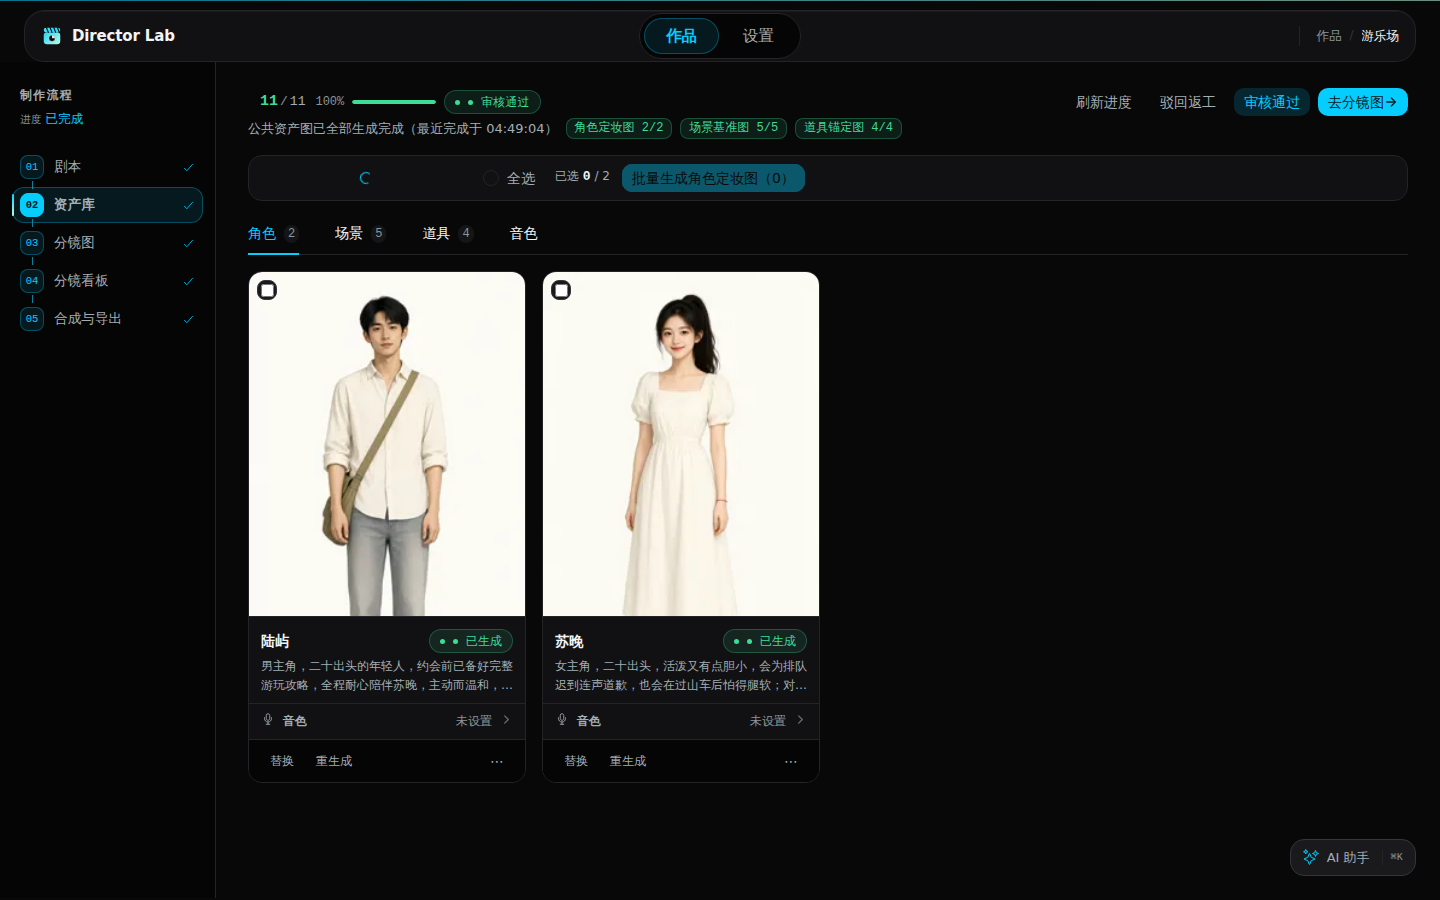 Director Lab
作品
设置
作品 / 游乐场
制作流程
进度 已完成
01 剧本
02 资产库
03 分镜图
04 分镜看板
05 合成与导出
11/11 100% 审核通过
刷新进度
驳回返工
审核通过
去分镜图→
公共资产图已全部生成完成（最近完成于 04:49:04）
角色定妆图 2/2
场景基准图 5/5
道具锚定图 4/4
全选
已选 0 / 2
批量生成角色定妆图（0）
角色 2
场景 5
道具 4
音色
陆屿
已生成
男主角，二十出头的年轻人，约会前已备好完整
游玩攻略，全程耐心陪伴苏晚，主动而温和，…
音色
未设置
替换
重生成
…
苏晚
已生成
女主角，二十出头，活泼又有点胆小，会为排队
迟到连声道歉，也会在过山车后怕得腿软；对…
音色
未设置
替换
重生成
…
AI 助手 ⌘K